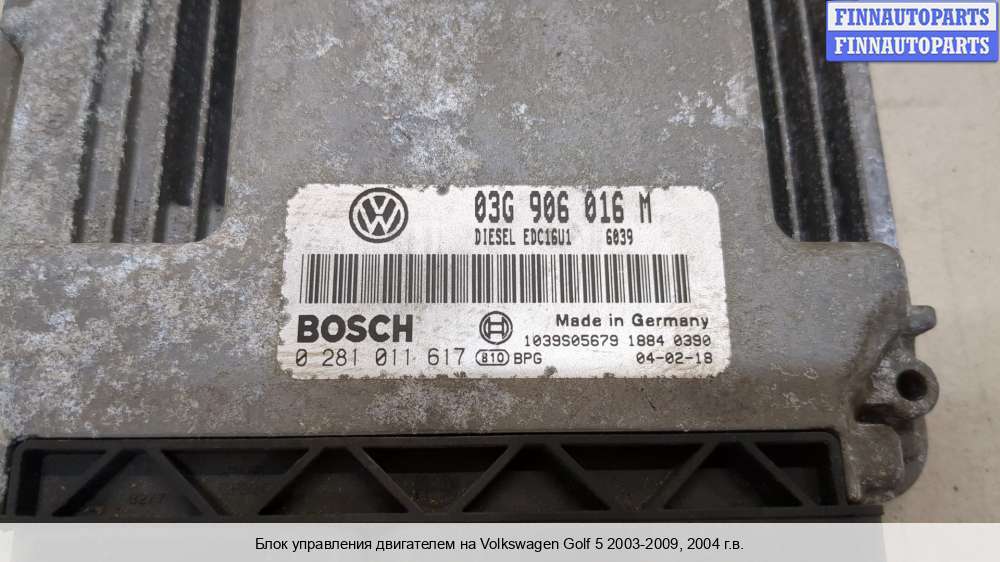 FINNAUTOPARTS
FINNAUTOPARTS
03G 906 016 M
DIESEL EDC16U1 6039
BOSCH
Made in Germany
1039S05679 1884 0390
0 281 011 617 810 BPG 04-02-18
Блок управления двигателем на Volkswagen Golf 5 2003-2009, 2004 г.в.